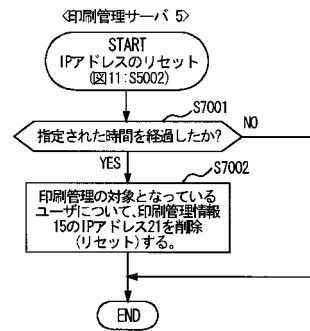 <印刷管理サーバ 5>
START
IPアドレスのリセット
(図11:S5002)
S7001
指定された時間を経過したか?
NO
YES
S7002
印刷管理の対象となっている
ユーザについて、印刷管理情報
15のIPアドレス21を削除
(リセット)する。
END